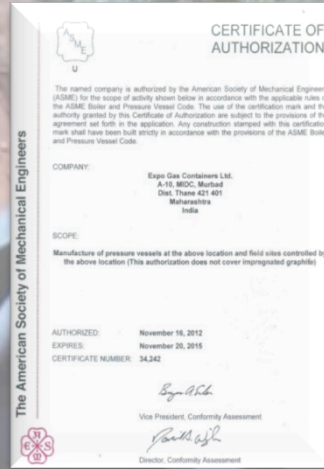 CERTIFICATE OF
AUTHORIZATION
ASME
U
The named company is authorized by the American Society of Mechanical Engineers
(ASME) for the scope of activity shown below in accordance with the applicable rules of
the ASME Boiler and Pressure Vessel Code. The use of the certification mark and the
authority granted by this Certificate of Authorization are subject to the provisions of the
agreement set forth in the application. Any construction stamped with this certification
mark shall have been built strictly in accordance with the provisions of the ASME Boiler
and Pressure Vessel Code.
COMPANY:
Expo Gas Containers Ltd.
A-10, MIDC, Murbad
Dist. Thane 421 401
Maharashtra
India
SCOPE:
Manufacture of pressure vessels at the above location and field sites controlled by
the above location (This authorization does not cover impregnated graphite)
AUTHORIZED: November 16, 2012
EXPIRES: November 20, 2015
CERTIFICATE NUMBER: 34,242
Vice President, Conformity Assessment
Director, Conformity Assessment
The American Society of Mechanical Engineers